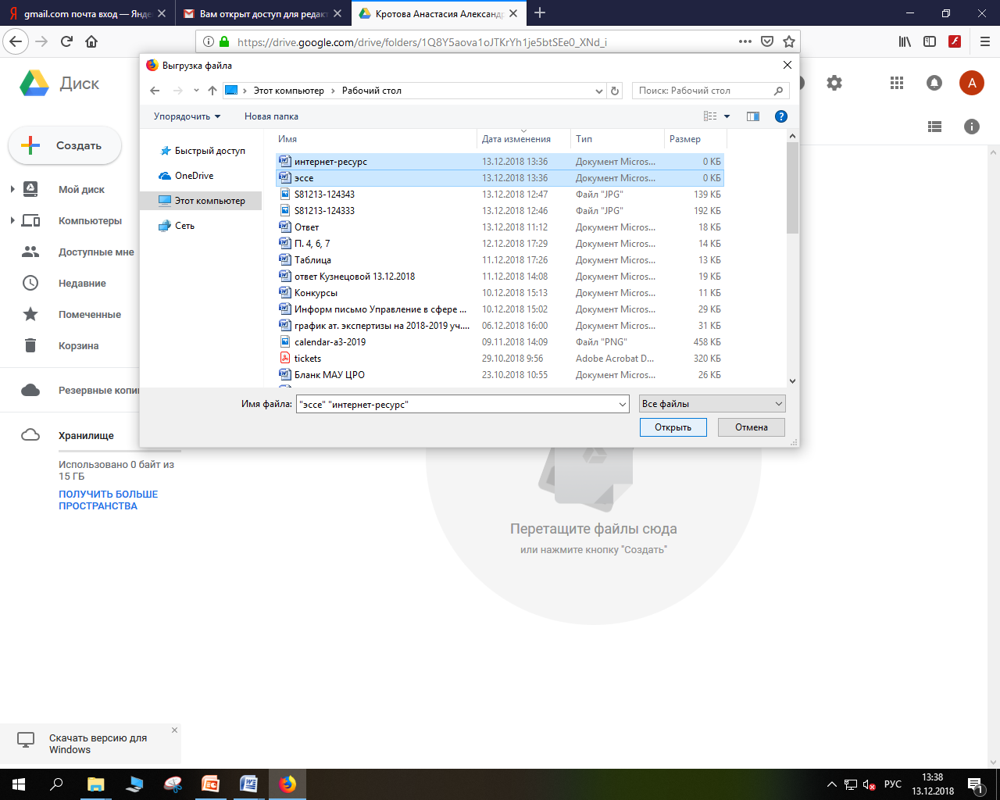 gmail.com почта вход — Янде
Вам открыт доступ для редакт
Кротова Анастасия Александр
https://drive.google.com/drive/folders/1Q8Y5aova1oJTKrYh1je5btSEe0_XNd_i
Диск
А
Создать
Мой диск
Компьютеры
Доступные мне
Недавние
Помеченные
Корзина
Резервные копи
Хранилище
Использовано 0 байт из
15 ГБ
ПОЛУЧИТЬ БОЛЬШЕ
ПРОСТРАНСТВА
Выгрузка файла
Этот компьютер › Рабочий стол
Поиск: Рабочий стол
Упорядочить Новая папка
Быстрый доступ
OneDrive
Этот компьютер
Сеть
Имя Дата изменения Тип Размер
интернет-ресурс 13.12.2018 13:36 Документ Micros... 0 КБ
эссе 13.12.2018 13:36 Документ Micros... 0 КБ
S81213-124343 13.12.2018 12:47 Файл "JPG" 139 КБ
S81213-124333 13.12.2018 12:46 Файл "JPG" 192 КБ
Ответ 13.12.2018 11:12 Документ Micros... 18 КБ
П. 4, 6, 7 12.12.2018 17:29 Документ Micros... 14 КБ
Таблица 11.12.2018 17:26 Документ Micros... 13 КБ
ответ Кузнецовой 13.12.2018 11.12.2018 14:08 Документ Micros... 19 КБ
Конкурсы 10.12.2018 15:13 Документ Micros... 11 КБ
Информ письмо Управление в сфере ... 10.12.2018 15:02 Документ Micros... 29 КБ
график ат. экспертизы на 2018-2019 уч.... 06.12.2018 16:00 Документ Micros... 31 КБ
calendar-a3-2019 09.11.2018 14:09 Файл "PNG" 458 КБ
tickets 29.10.2018 9:56 Adobe Acrobat D... 320 КБ
Бланк МАУ ЦРО 23.10.2018 10:55 Документ Micros... 26 КБ
Имя файла: "эссе" "интернет-ресурс" Все файлы
Открыть Отмена
Перетащите файлы сюда
или нажмите кнопку "Создать"
Скачать версию для
Windows
РУС
13:38
13.12.2018
1